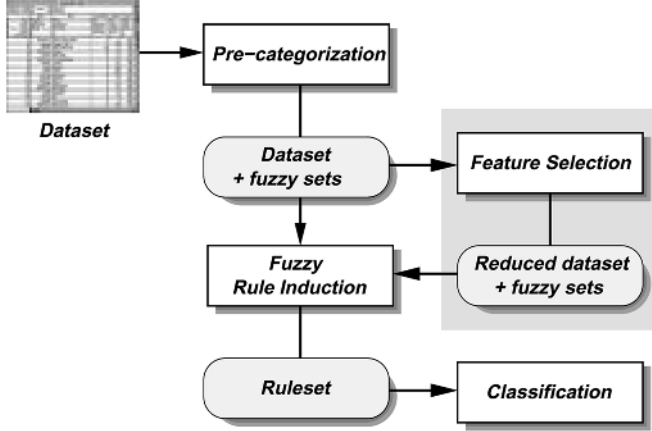 Pre-categorization
Dataset
Dataset
+ fuzzy sets
Feature Selection
Fuzzy
Rule Induction
Reduced dataset
+ fuzzy sets
Ruleset
Classification